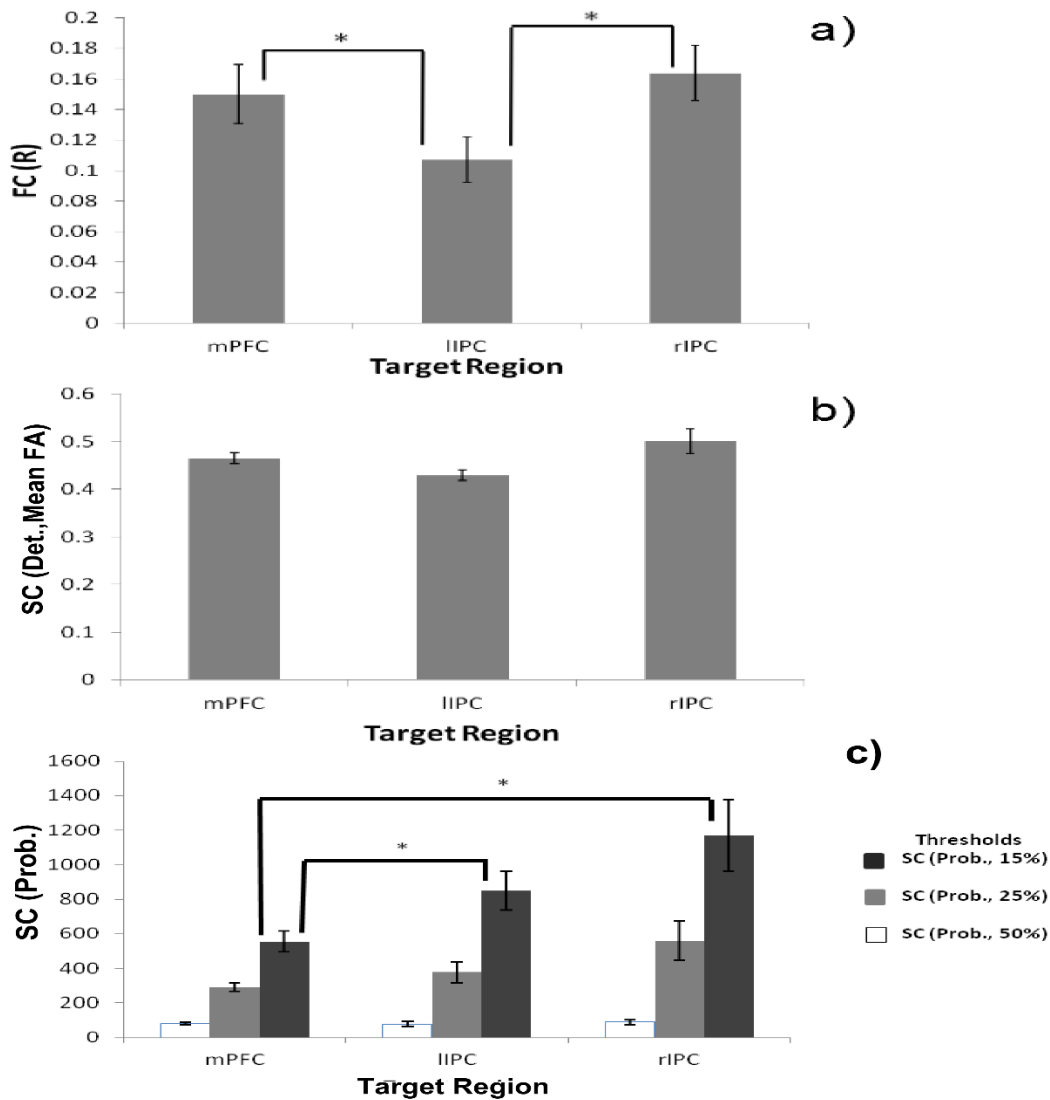 a)
FC (R)
0.2
0.18
0.16
0.14
0.12
0.1
0.08
0.06
0.04
0.02
0
*
*
mPFC lIPC rIPC
Target Region
b)
SC (Det.,Mean FA)
0.6
0.5
0.4
0.3
0.2
0.1
0
mPFC lIPC rIPC
Target Region
c)
SC (Prob.)
1600
1400
1200
1000
800
600
400
200
0
*
*
mPFC lIPC rIPC
Target Region
Thresholds
SC (Prob., 15%)
SC (Prob., 25%)
SC (Prob., 50%)